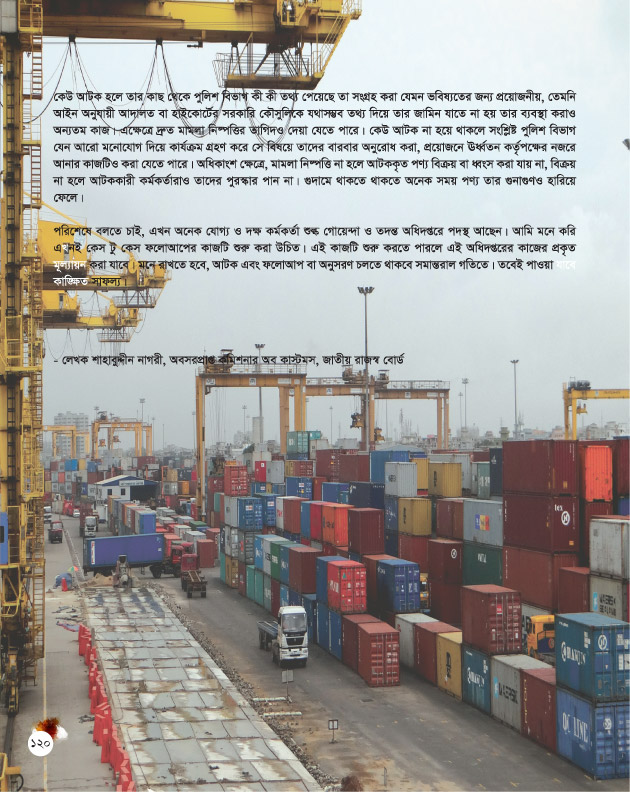 কেউ আটক হলে তার কাছ থেকে পুলিশ বিভাগ কী কী তথ্য পেয়েছে তা সংগ্রহ করা যেমন ভবিষ্যতের জন্য প্রয়োজনীয়, তেমনি
আইন অনুযায়ী আদালত বা হাইকোর্টের সরকারি কৌসুলিকে যথাসম্ভব তথ্য দিয়ে তার জামিন যাতে না হয় তার ব্যবস্থা করাও
অন্যতম কাজ। এক্ষেত্রে দ্রুত মামলা নিষ্পত্তির তাগিদও দেয়া যেতে পারে। কেউ আটক না হয়ে থাকলে সংশ্লিষ্ট পুলিশ বিভাগ
যেন আরো মনোযোগ দিয়ে কার্যক্রম গ্রহণ করে সে বিষয়ে তাদের বারবার অনুরোধ করা, প্রয়োজনে ঊর্ধ্বতন কর্তৃপক্ষের নজরে
আনার কাজটিও করা যেতে পারে। অধিকাংশ ক্ষেত্রে, মামলা নিষ্পত্তি না হলে আটককৃত পণ্য বিক্রয় বা ধ্বংস করা যায় না, বিক্রয়
না হলে আটককারী কর্মকর্তারাও তাদের পুরস্কার পান না। গুদামে থাকতে থাকতে অনেক সময় পণ্য তার গুনাগুণও হারিয়ে
ফেলে।
পরিশেষে বলতে চাই, এখন অনেক যোগ্য ও দক্ষ কর্মকর্তা শুল্ক গোয়েন্দা ও তদন্ত অধিদপ্তরে পদস্থ আছেন। আমি মনে করি
এখনই কেস টু কেস ফলোআপের কাজটি শুরু করা উচিত। এই কাজটি শুরু করতে পারলে এই অধিদপ্তরের কাজের প্রকৃত
মূল্যায়ন করা যাবে। মনে রাখতে হবে, আটক এবং ফলোআপ বা অনুসরণ চলতে থাকবে সমান্তরাল গতিতে। তবেই পাওয়া যাবে
কাঙ্ক্ষিত সাফল্য।
- লেখক শাহাবুদ্দীন নাগরী, অবসরপ্রাপ্ত কমিশনার অব কাস্টমস, জাতীয় রাজস্ব বোর্ড
১২০